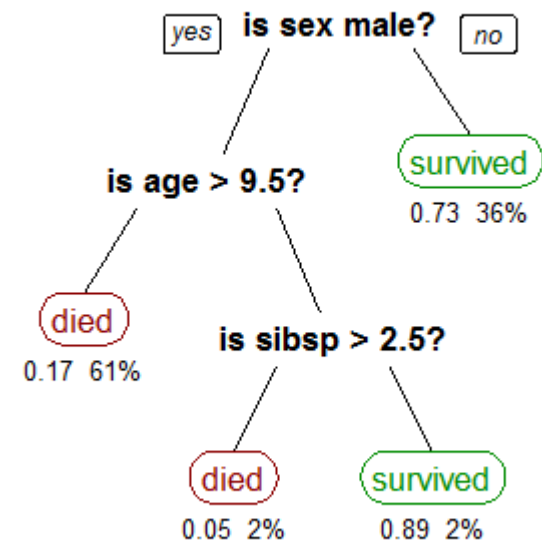 yes is sex male? no
survived
0.73 36%
is age > 9.5?
died
0.17 61%
is sibsp > 2.5?
died survived
0.05 2% 0.89 2%